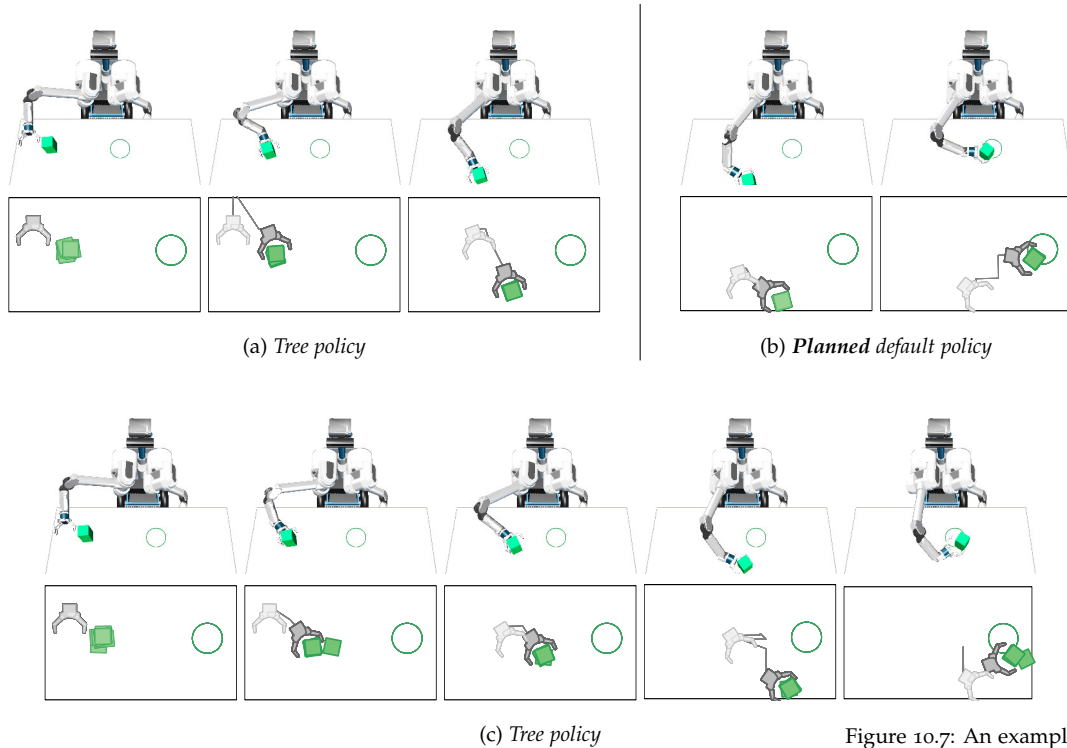 (a) Tree policy
(b) Planned default policy
(c) Tree policy
Figure 10.7: An exampl